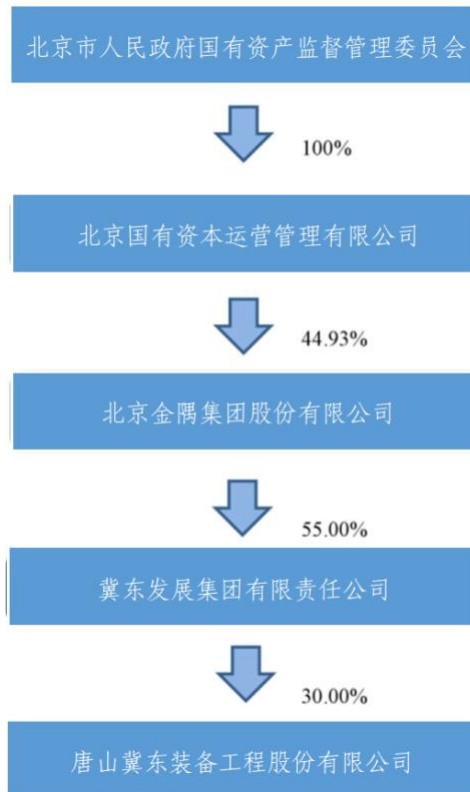 北京市人民政府国有资产监督管理委员会
100%
北京国有资本运营管理有限公司
44.93%
北京金隅集团股份有限公司
55.00%
冀东发展集团有限责任公司
30.00%
唐山冀东装备工程股份有限公司